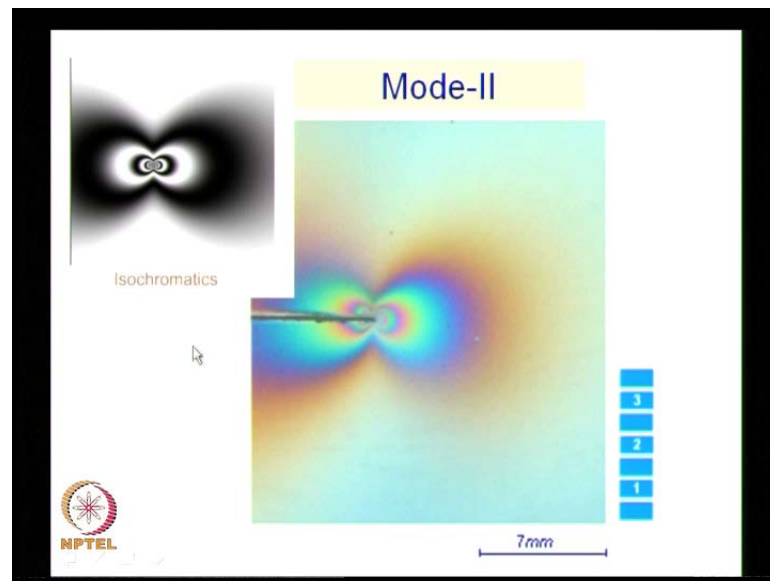 Mode-II
Isochromatics
3
2
1
7mm
NPTEL